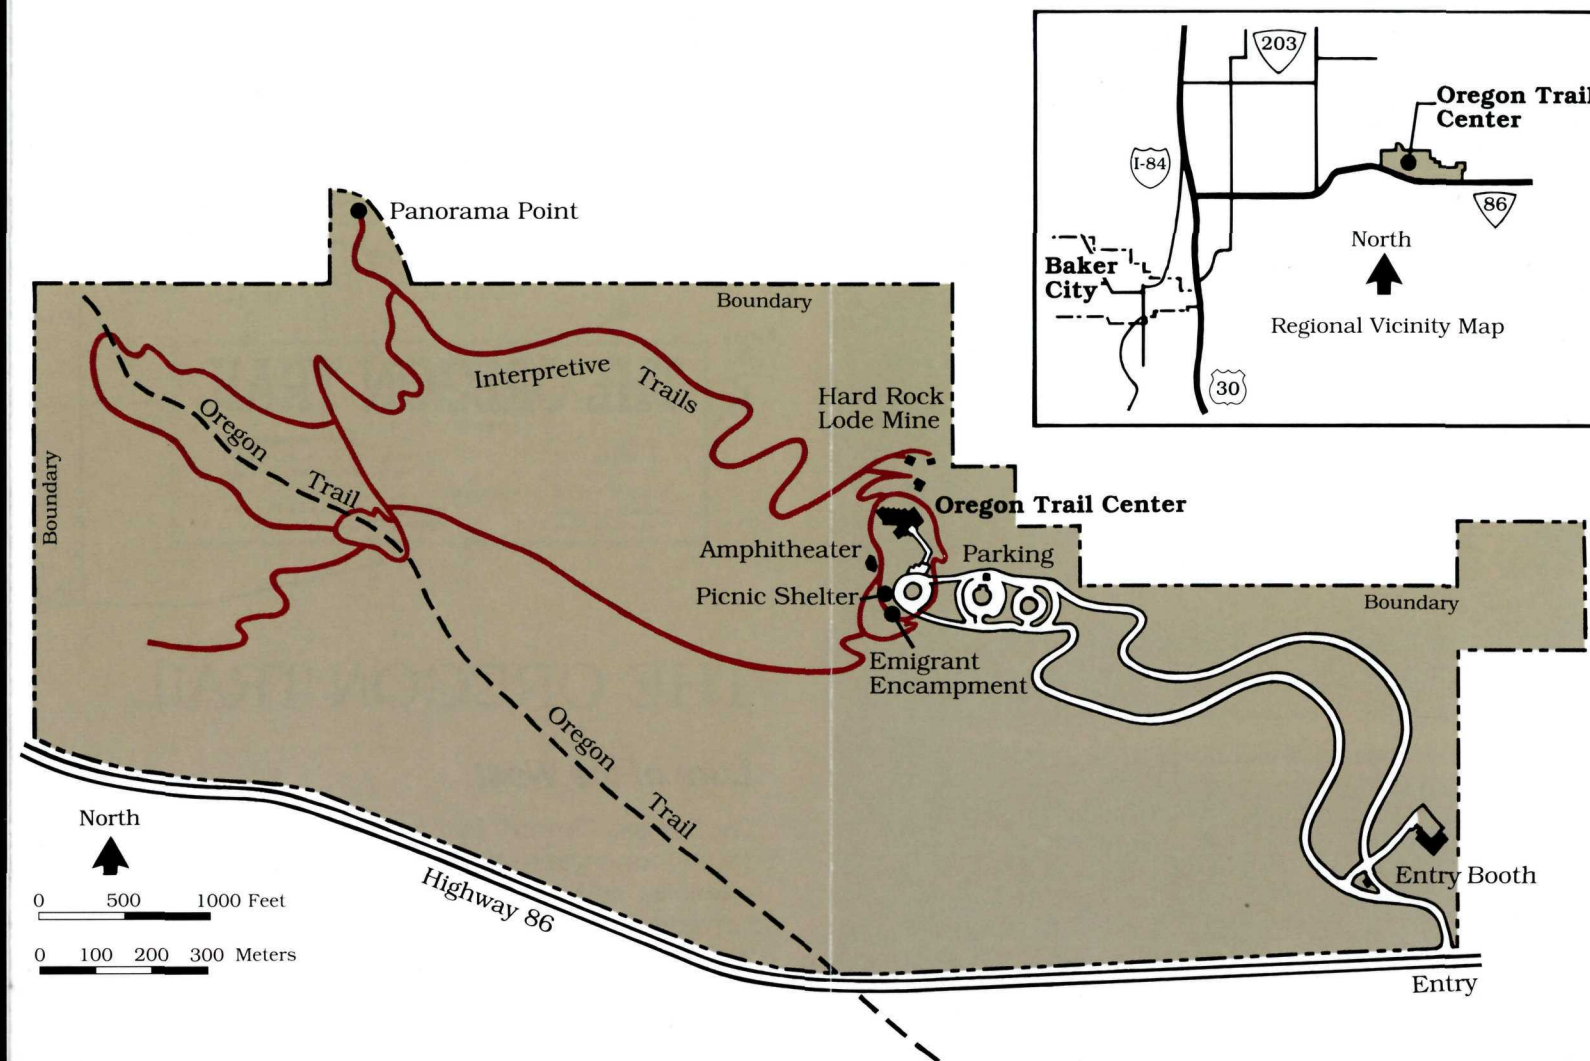 203
Oregon Trail
Center
I-84
86
North
Baker
City
Regional Vicinity Map
30
Panorama Point
Boundary
Interpretive Trails
Hard Rock
Lode Mine
Oregon Trail
Boundary
Oregon Trail Center
Amphitheater
Parking
Picnic Shelter
Boundary
Emigrant
Encampment
Oregon Trail
North
0 500 1000 Feet
0 100 200 300 Meters
Highway 86
Entry Booth
Entry